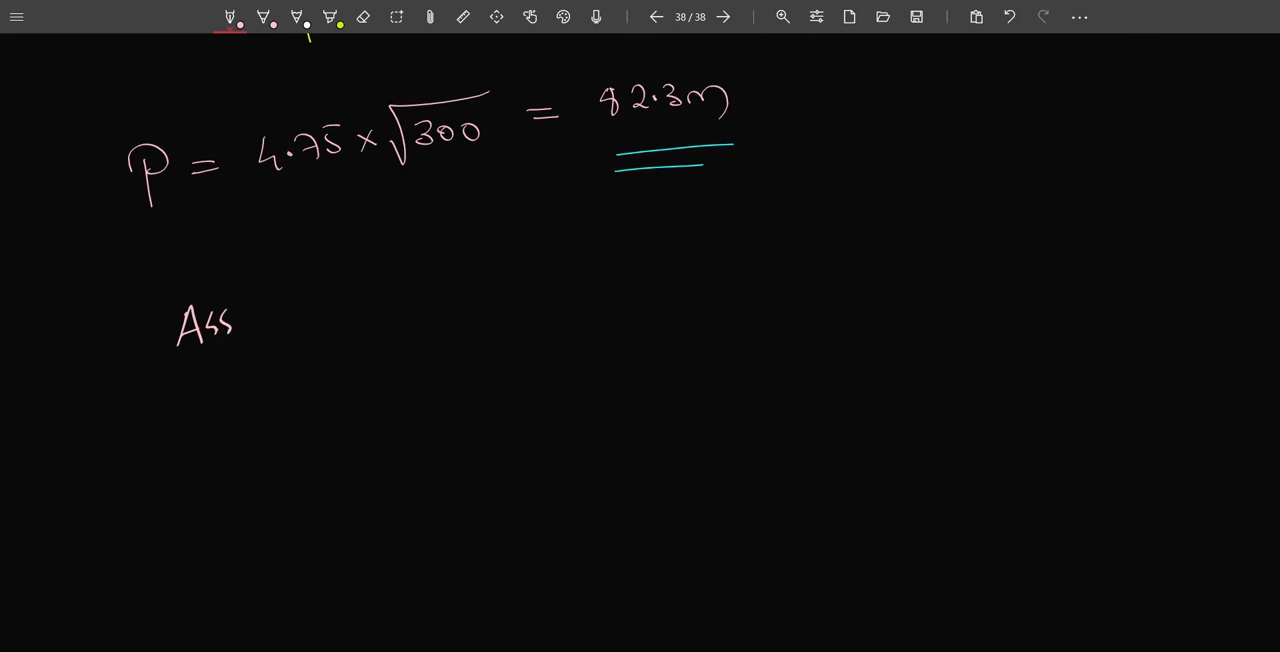 38/38
P = 4.75 × √300 = 82.3m
Ass